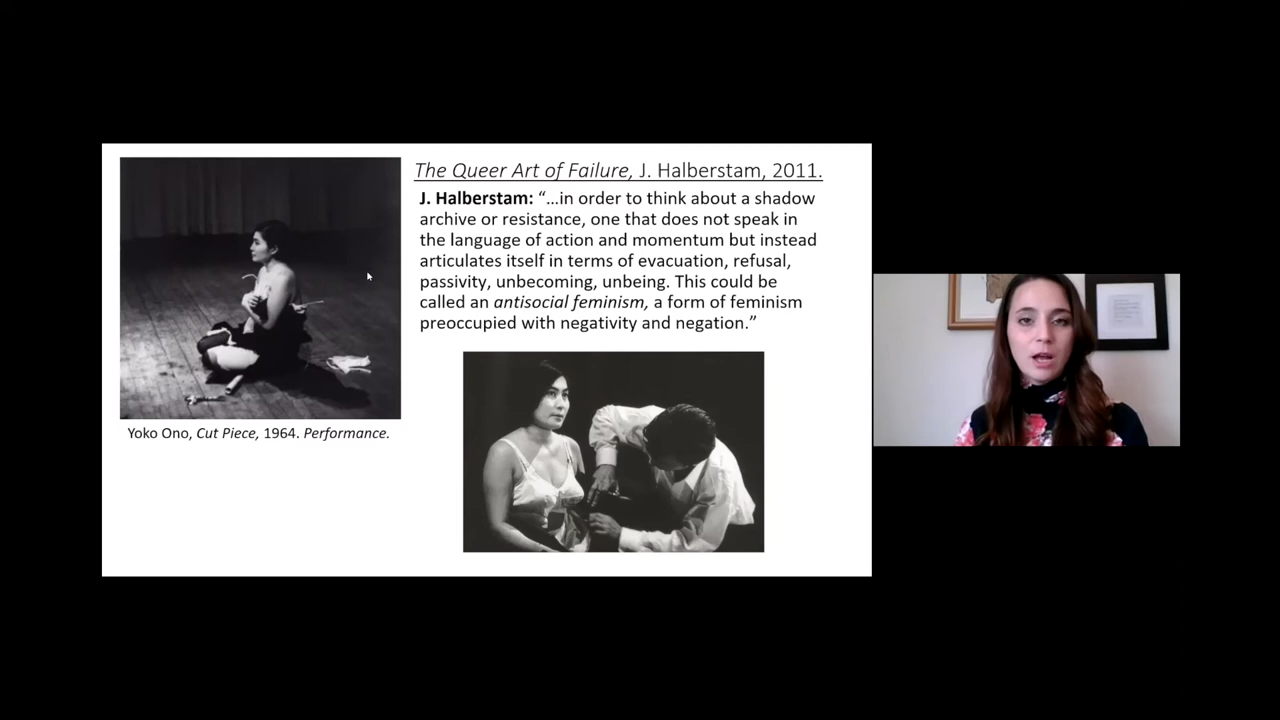 The Queer Art of Failure, J. Halberstam, 2011.
J. Halberstam: “…in order to think about a shadow
archive or resistance, one that does not speak in
the language of action and momentum but instead
articulates itself in terms of evacuation, refusal,
passivity, unbecoming, unbeing. This could be
called an antisocial feminism, a form of feminism
preoccupied with negativity and negation.”
Yoko Ono, Cut Piece, 1964. Performance.